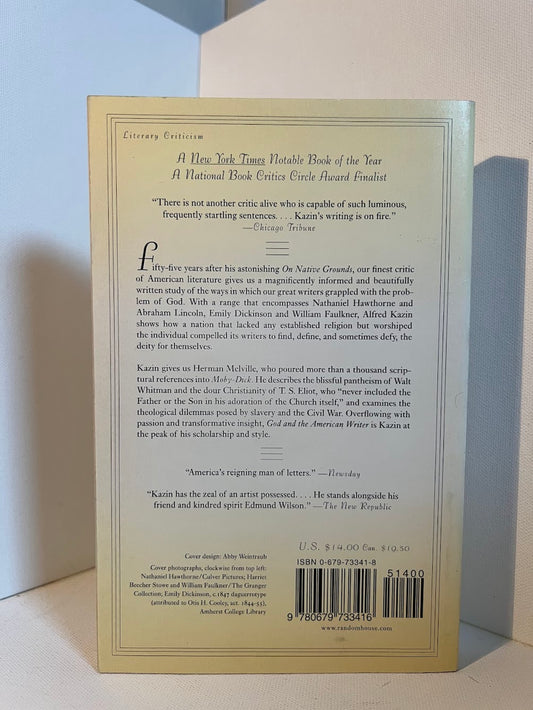 Literary Criticism
A New York Times Notable Book of the Year
A National Book Critics Circle Award Finalist
“There is not another critic alive who is capable of such luminous,
frequently startling sentences. . . . Kazin’s writing is on fire.”
—Chicago Tribune
Fifty-five years after his astonishing On Native Grounds, our finest critic
of American literature gives us a magnificently informed and beautifully
written study of the ways in which our great writers grappled with the prob-
lem of God. With a range that encompasses Nathaniel Hawthorne and
Abraham Lincoln, Emily Dickinson and William Faulkner, Alfred Kazin
shows how a nation that lacked any established religion but worshiped
the individual compelled its writers to find, define, and sometimes defy, the
deity for themselves.
Kazin gives us Herman Melville, who poured more than a thousand scrip-
tural references into Moby-Dick. He describes the blissful pantheism of Walt
Whitman and the dour Christianity of T. S. Eliot, who “never included the
Father or the Son in his adoration of the Church itself,” and examines the
theological dilemmas posed by slavery and the Civil War. Overflowing with
passion and transformative insight, God and the American Writer is Kazin at
the peak of his scholarship and style.
“America’s reigning man of letters.” —Newsday
“Kazin has the zeal of an artist possessed. . . . He stands alongside his
friend and kindred spirit Edmund Wilson.” —The New Republic
U.S. $14.00 Can. $19.50
Cover design: Abby Weintraub
Cover photographs, clockwise from top left:
Nathaniel Hawthorne/Culver Pictures; Harriet
Beecher Stowe and William Faulkner/The Granger
Collection; Emily Dickinson, c.1847 daguerrotype
(attributed to Otis H. Cooley, act. 1844-55),
Amherst College Library
ISBN 0-679-73341-8
51400
9 780679 733416
www.randomhouse.com